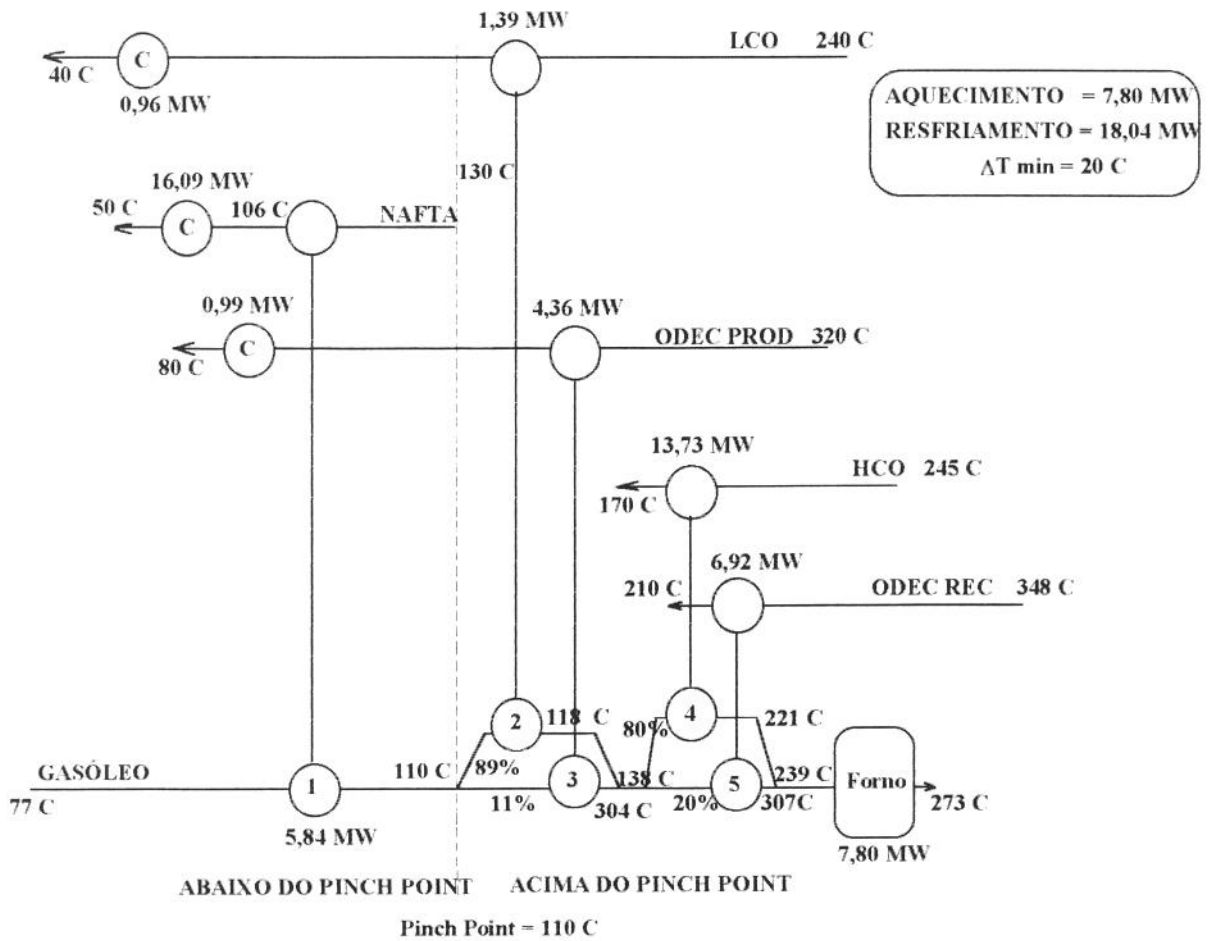 1,39 MW
LCO 240 C
C
40 C
0,96 MW
AQUECIMENTO = 7,80 MW
RESFRIAMENTO = 18,04 MW
ΔT min = 20 C
130 C
16,09 MW
50 C
106 C
NAFTA
C
0,99 MW
4,36 MW
ODEC PROD 320 C
C
80 C
13,73 MW
HCO 245 C
170 C
6,92 MW
210 C
ODEC REC 348 C
2
118 C
4
80%
221 C
GASÓLEO
110 C
89%
138 C
239 C
Forno
1
3
5
77 C
11%
304 C
20%
307C
273 C
5,84 MW
7,80 MW
ABAIXO DO PINCH POINT
ACIMA DO PINCH POINT
Pinch Point = 110 C